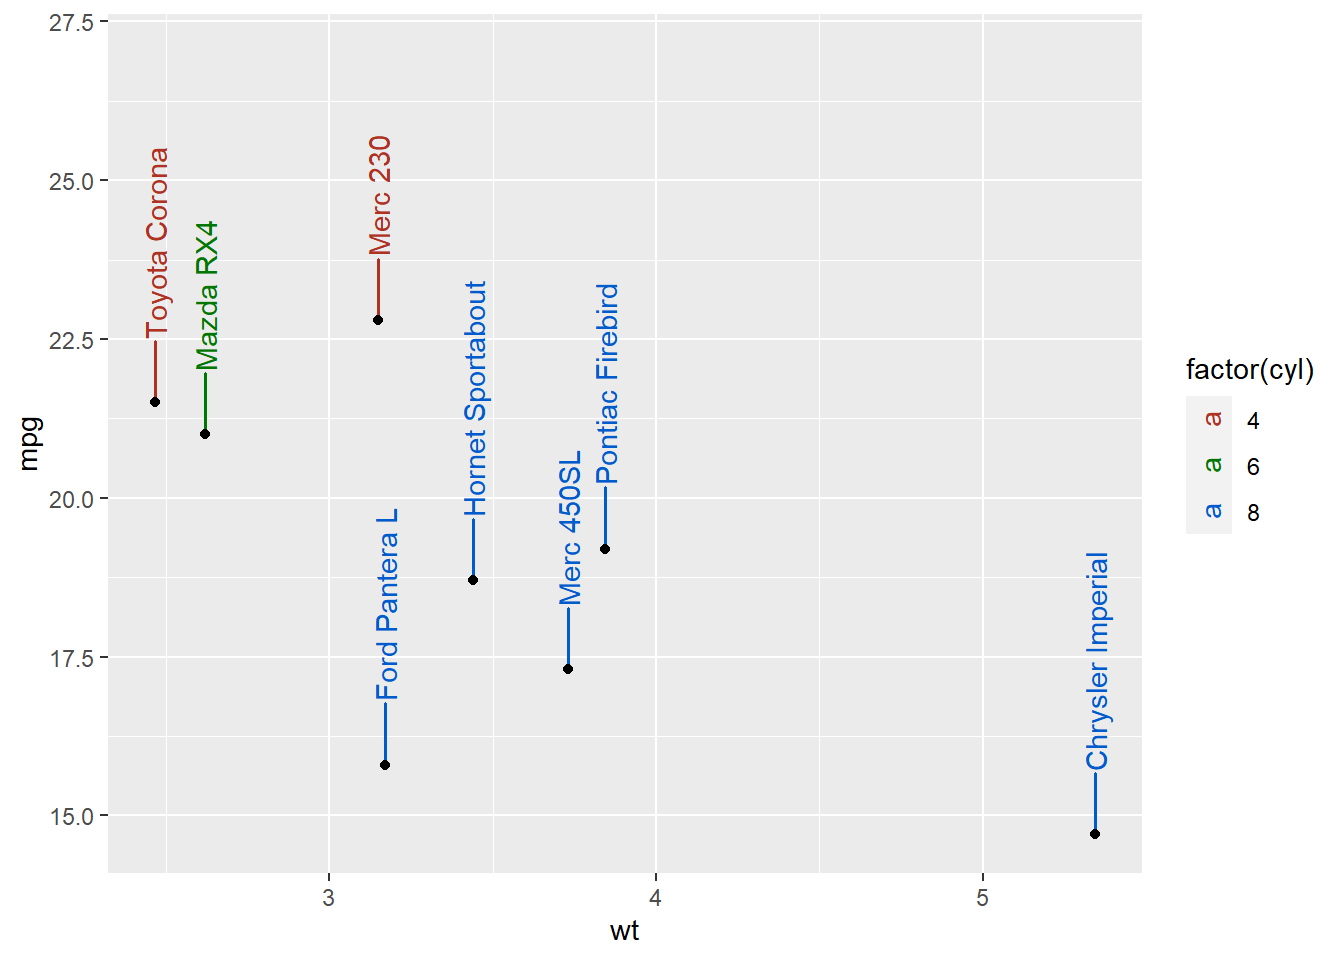 27.5
25.0
22.5
20.0
17.5
15.0
mpg
Toyota Corona
Mazda RX4
Merc 230
Ford Pantera L
Hornet Sportabout
Merc 450SL
Pontiac Firebird
Chrysler Imperial
3
4
5
wt
factor(cyl)
a 4
a 6
a 8